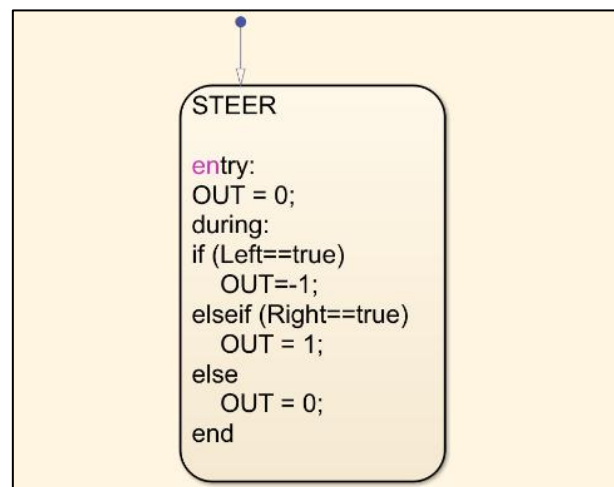 STEER
entry:
OUT = 0;
during:
if (Left==true)
OUT=-1;
elseif (Right==true)
OUT = 1;
else
OUT = 0;
end